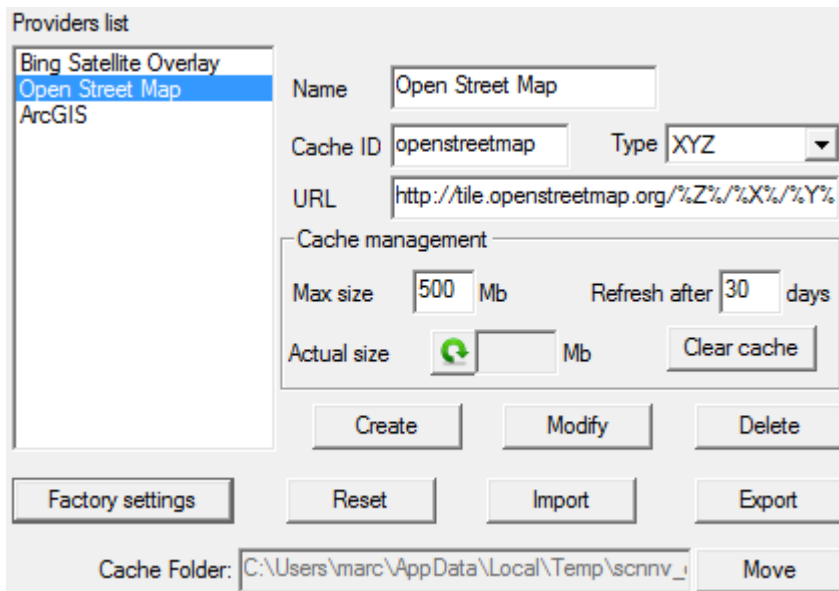 Providers list
Bing Satellite Overlay
Open Street Map
ArcGIS
Name Open Street Map
Cache ID openstreetmap Type XYZ
URL http://tile.openstreetmap.org/%Z%/%X%/%Y%
Cache management
Max size 500 Mb Refresh after 30 days
Actual size Mb Clear cache
Create Modify Delete
Factory settings Reset Import Export
Cache Folder: C:\Users\marc\AppData\Local\Temp\scnnv_ Move